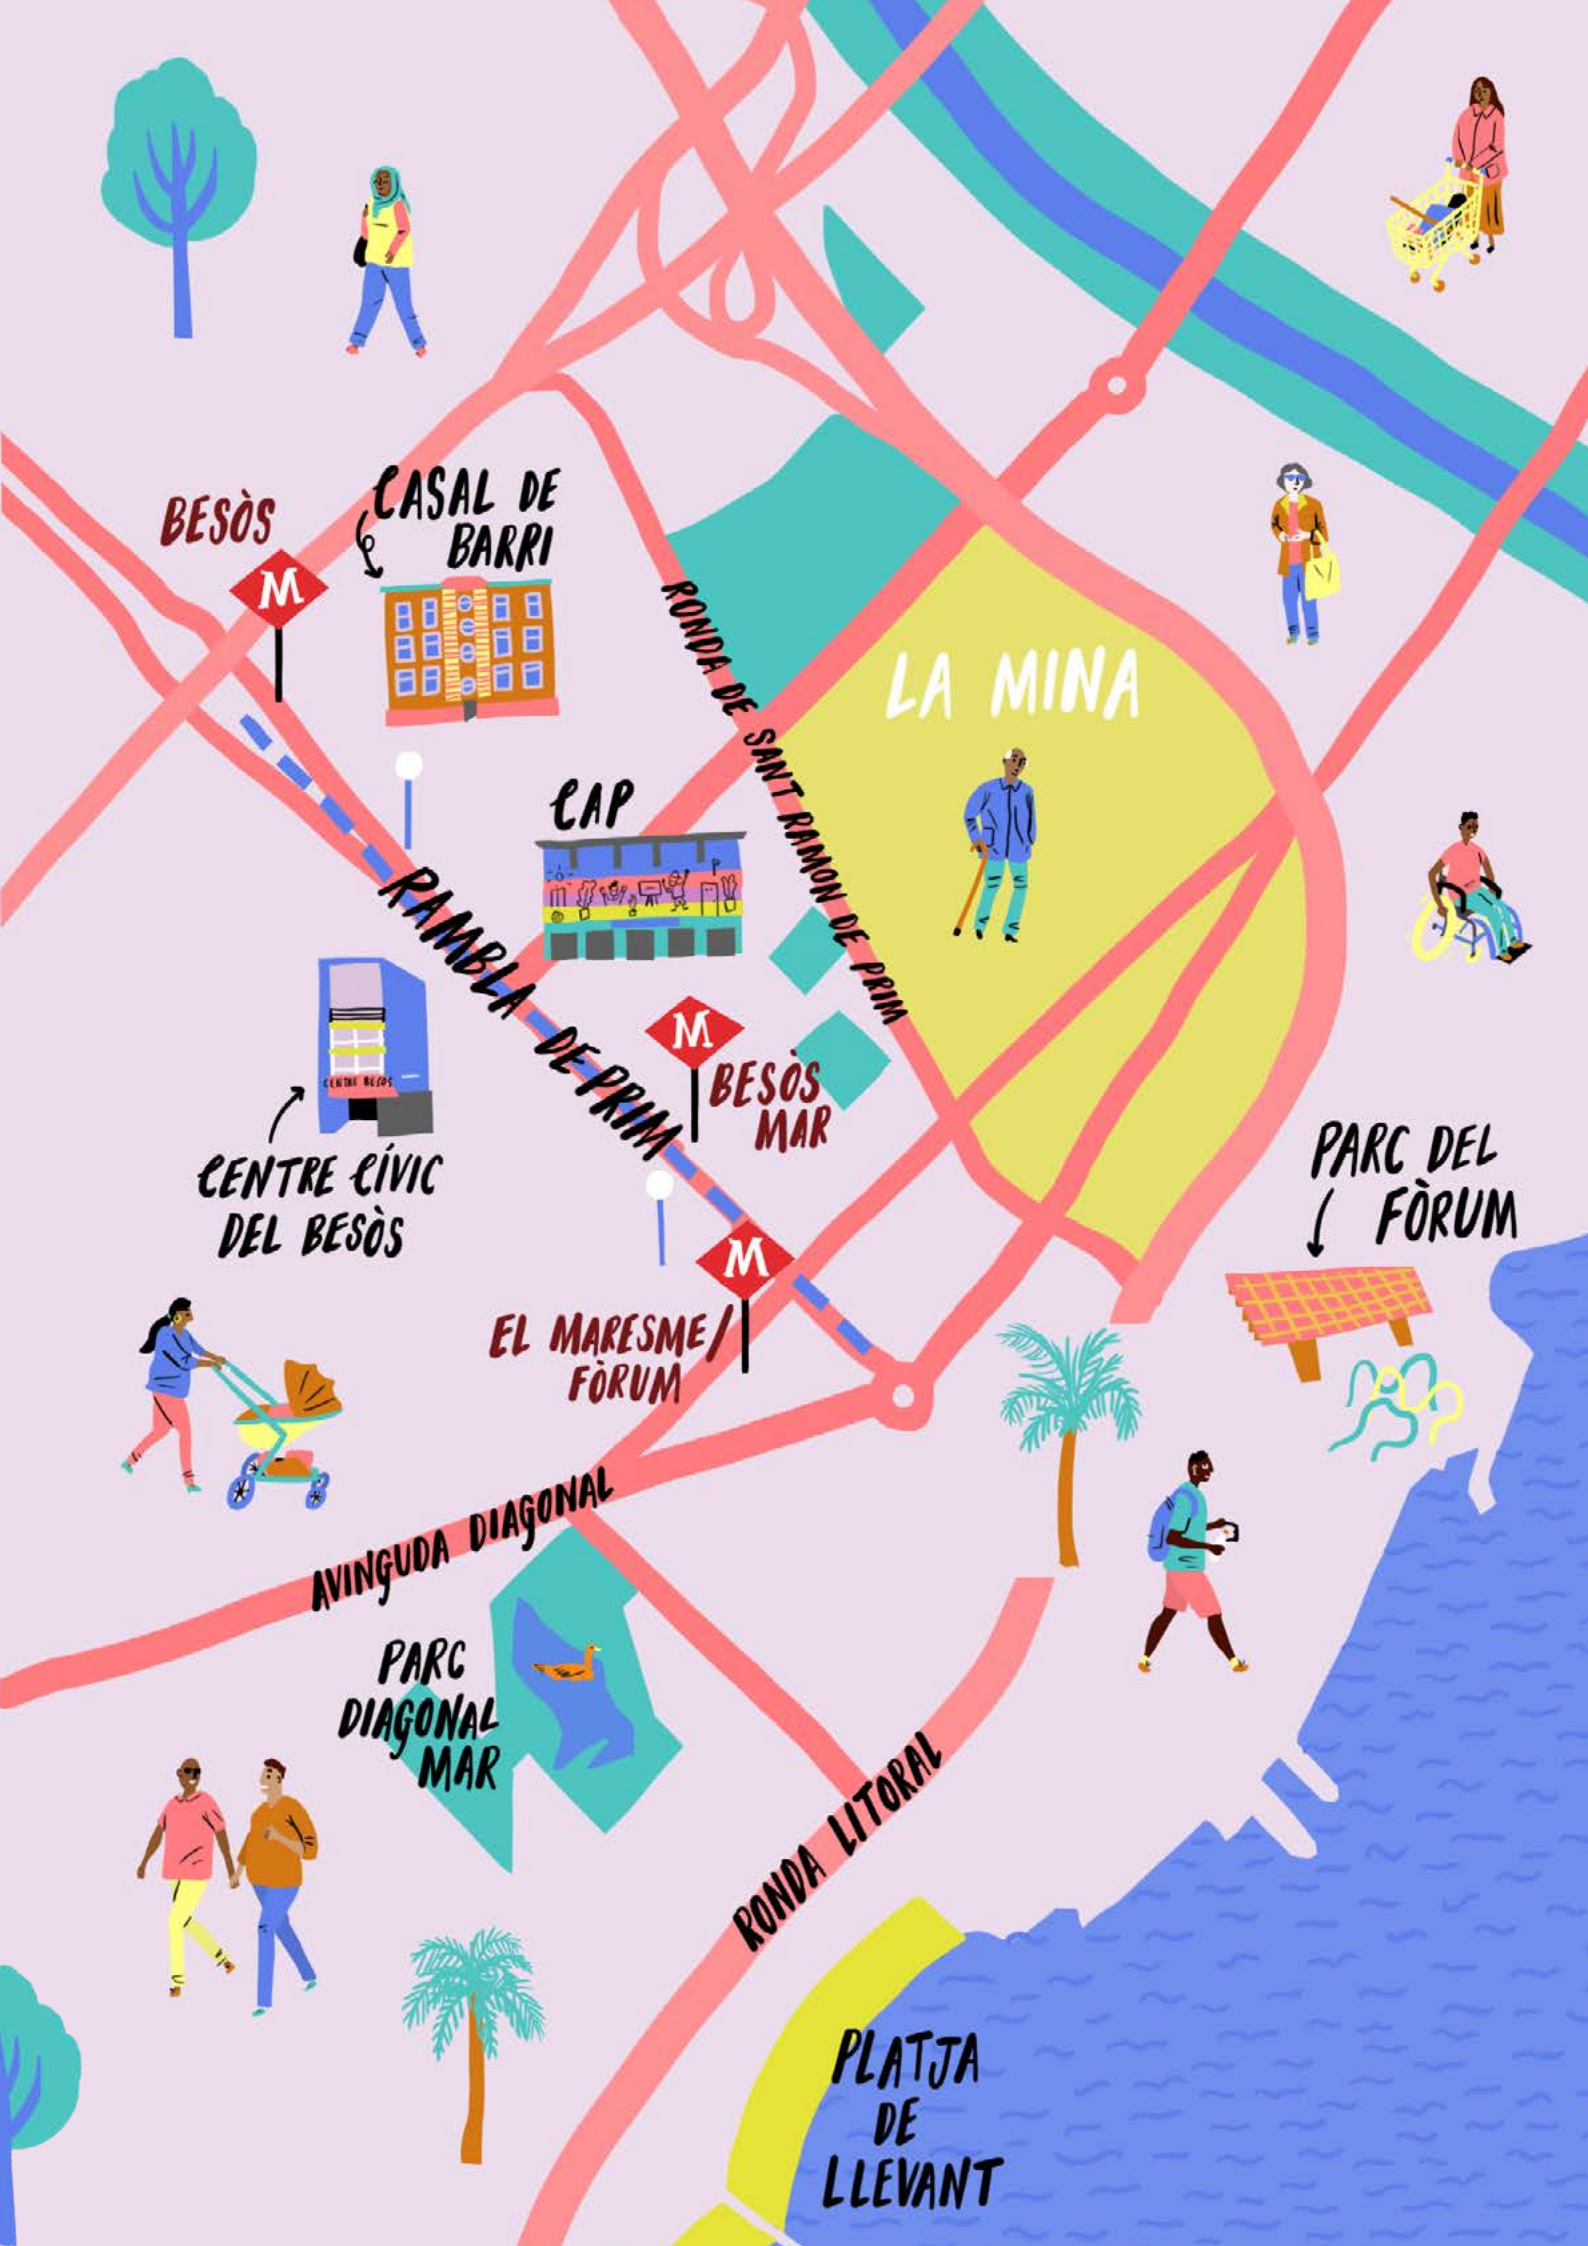 BESÒS
M
CASAL DE
BARRI
RONDA DE SANT RAMON DE PRIM
LA MINA
CAP
RAMBLA DE PRIM
CENTRE BESOS
CENTRE CÍVIC
DEL BESÒS
M
BESÒS
MAR
PARC DEL
FÒRUM
M
EL MARESME/
FÒRUM
AVINGUDA DIAGONAL
PARC
DIAGONAL
MAR
RONDA LITORAL
PLATJA
DE
LLEVANT